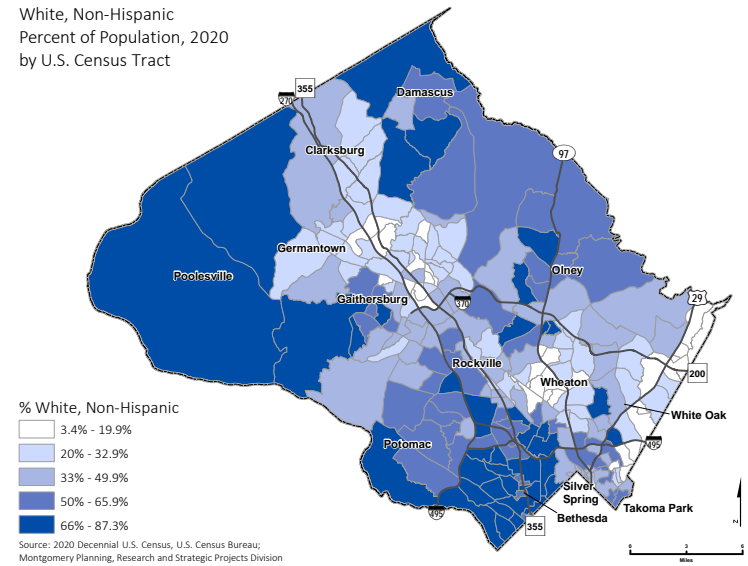 White, Non-Hispanic
Percent of Population, 2020
by U.S. Census Tract
355
270
Damascus
Clarksburg
97
Germantown
Poolesville
Olney
Gaithersburg
370
29
Rockville
200
Wheaton
White Oak
Potomac
495
Silver
Spring
Takoma Park
Bethesda
495
355
% White, Non-Hispanic
3.4% - 19.9%
20% - 32.9%
33% - 49.9%
50% - 65.9%
66% - 87.3%
Source: 2020 Decennial U.S. Census, U.S. Census Bureau;
Montgomery Planning, Research and Strategic Projects Division
Z
0 3 6
Miles